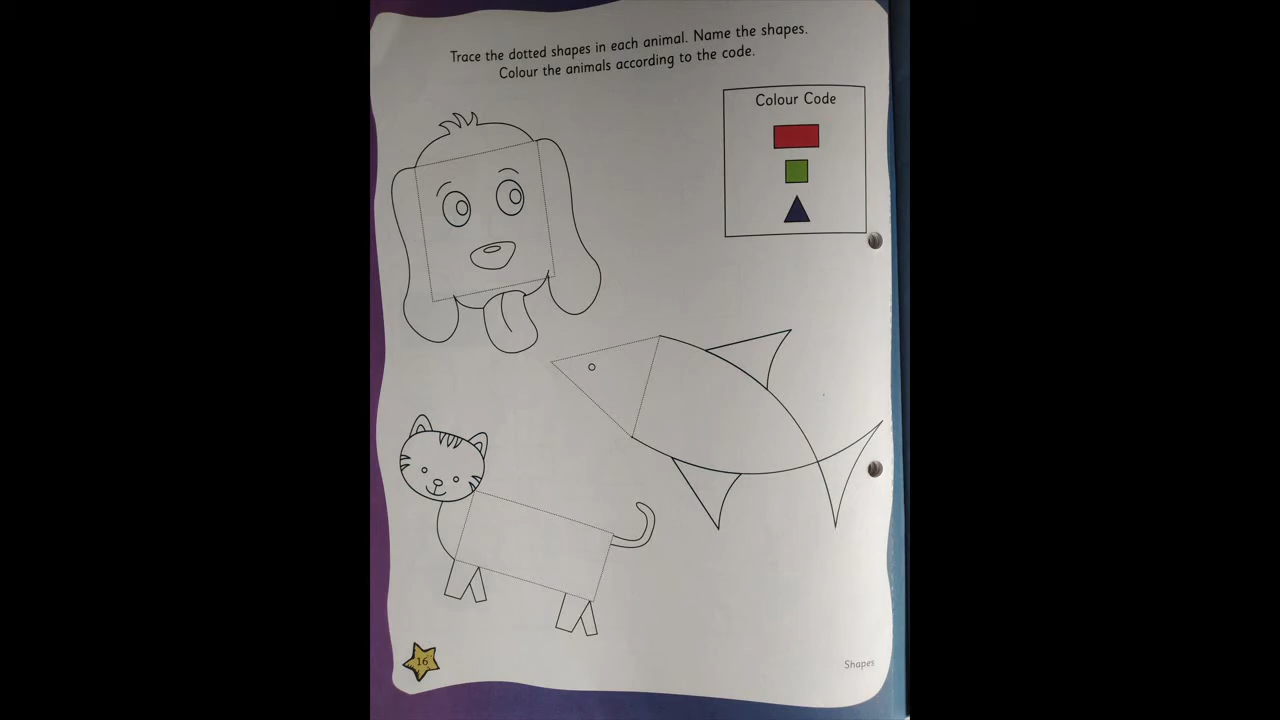 Trace the dotted shapes in each animal. Name the shapes.
Colour the animals according to the code.
Colour Code
16
Shapes